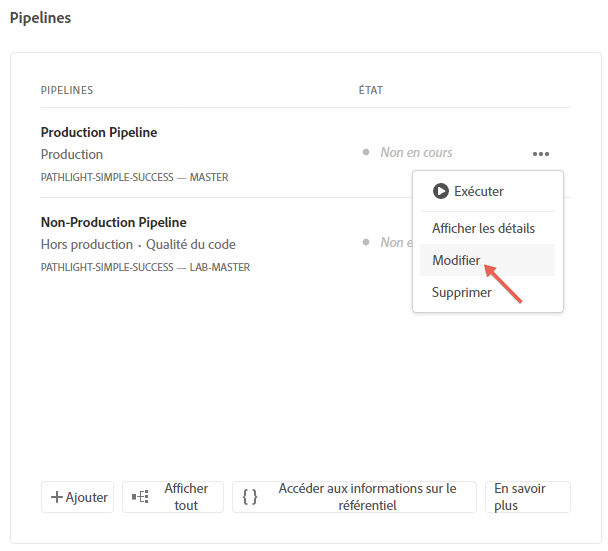 Pipelines
PIPELINES ÉTAT
Production Pipeline
Production
Non en cours
PATHLIGHT-SIMPLE-SUCCESS — MASTER
Exécuter
Non-Production Pipeline
Afficher les détails
Hors production · Qualité du code
Non e
Modifier
PATHLIGHT-SIMPLE-SUCCESS — LAB-MASTER
Supprimer
Ajouter
Afficher
tout
Accéder aux informations sur le
référentiel
En savoir
plus